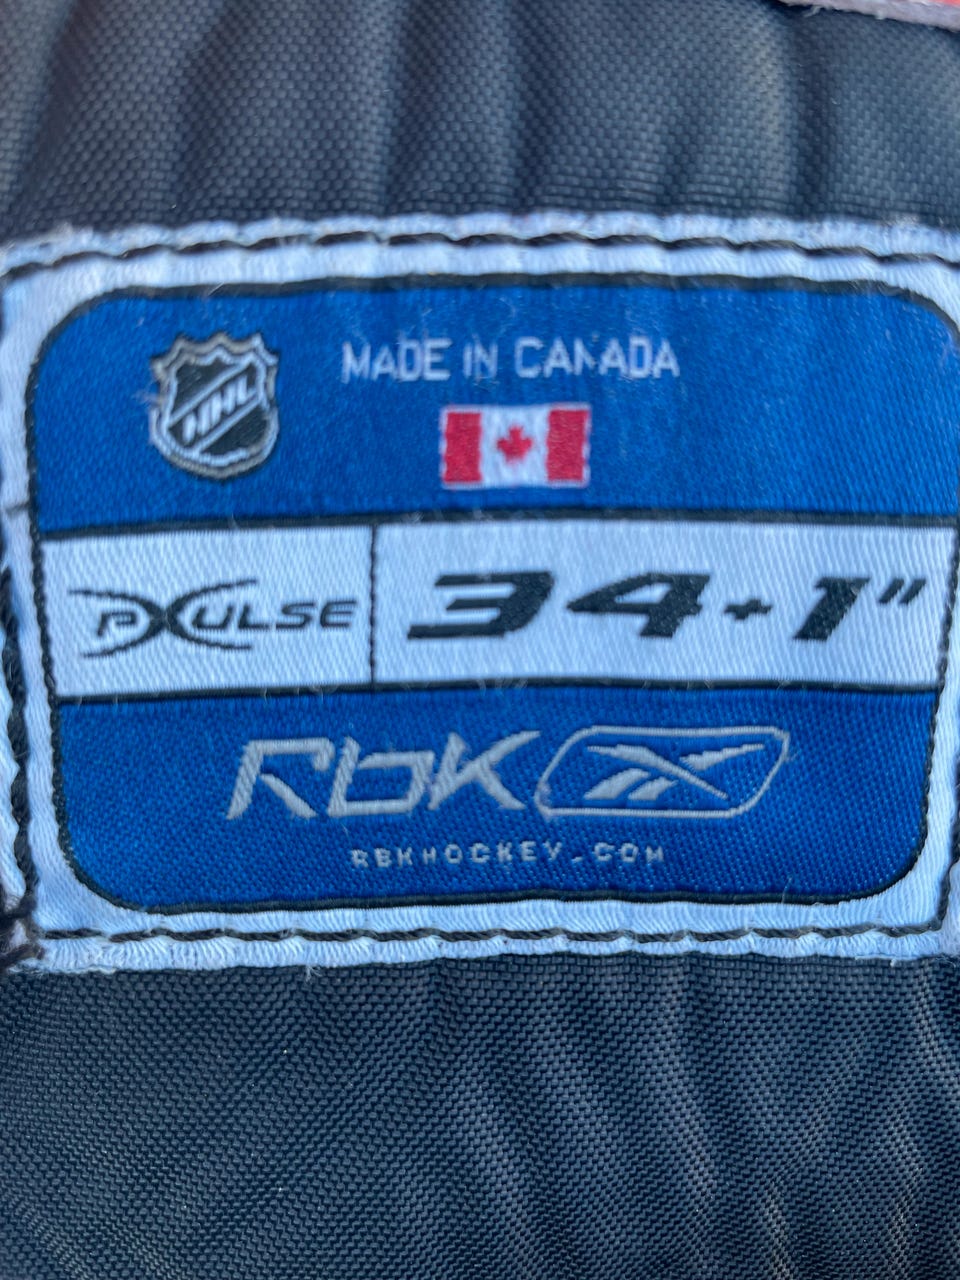 NHL
MADE IN CANADA
PXULSE
34+1"
RbK
RBKHOCKEY.COM